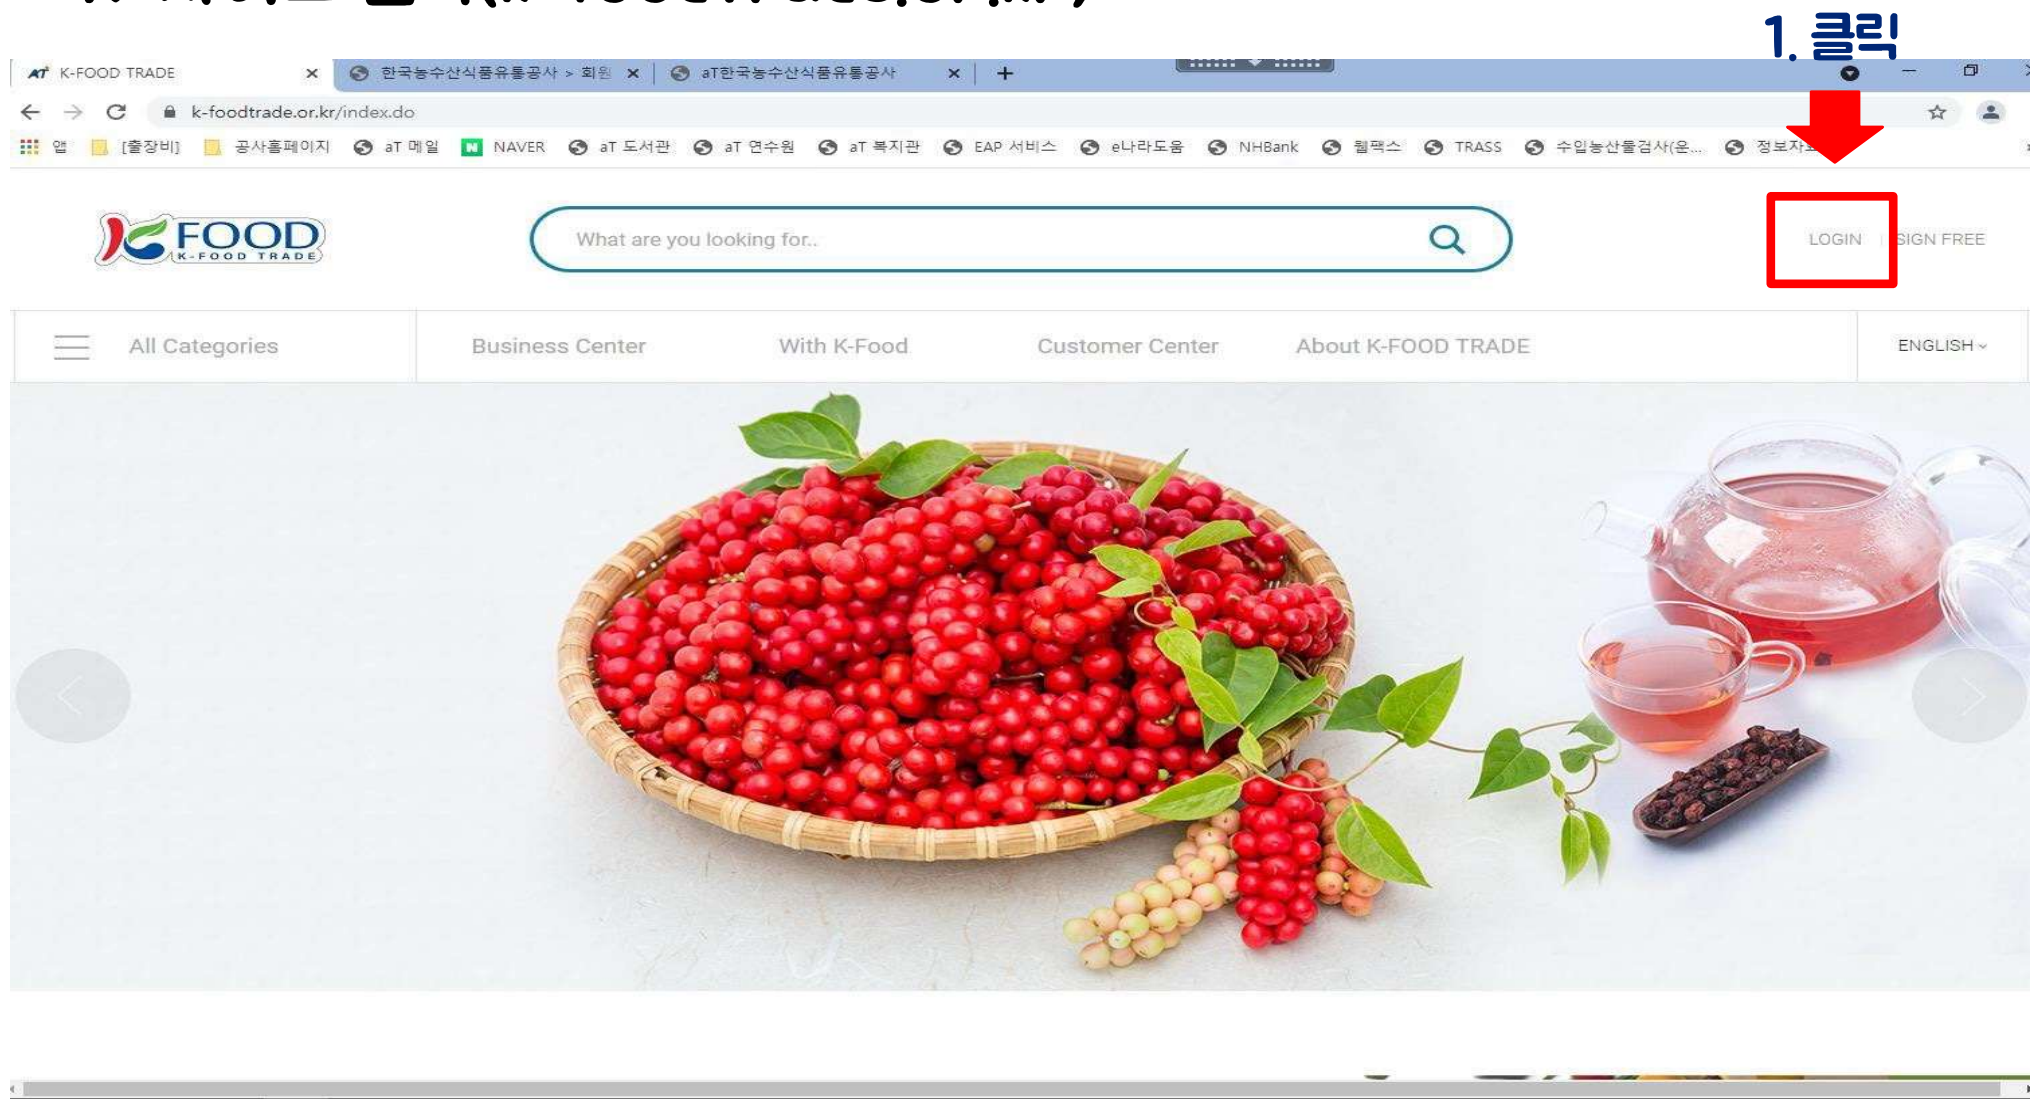 1. 클릭
K-FOOD TRADE
한국농수산식품유통공사 > 회원
aT한국농수산식품유통공사
k-foodtrade.or.kr/index.do
앱 [출장비] 공사홈페이지 aT 메일 NAVER aT 도서관 aT 연수원 aT 복지관 EAP 서비스 e나라도움 NHBank 웹팩스 TRASS 수입농산물검사(운...
FOOD
K-FOOD TRADE
What are you looking for..
LOGIN | SIGN FREE
All Categories Business Center With K-Food Customer Center About K-FOOD TRADE ENGLISH